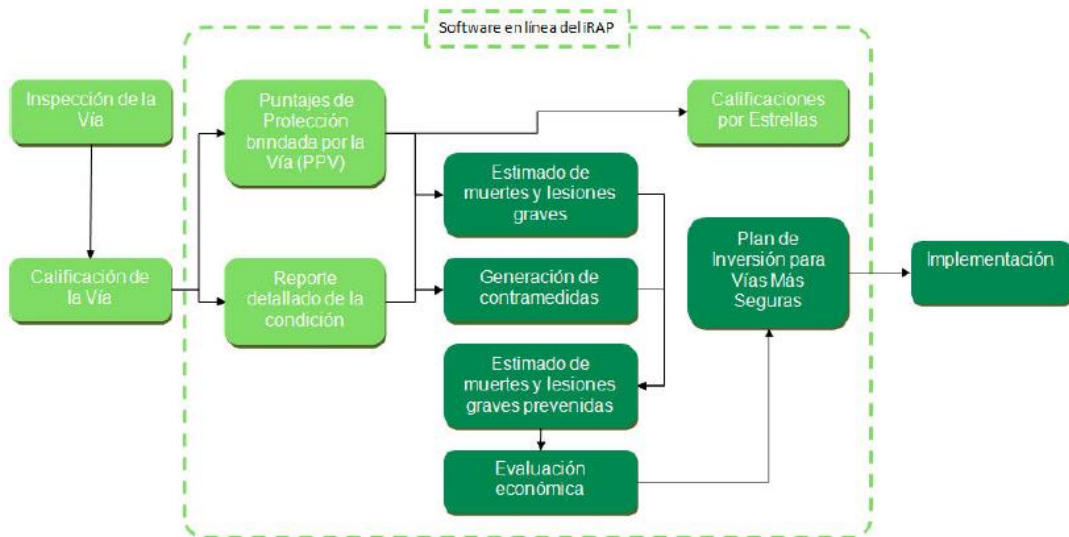 Software en línea del iRAP
Inspección de la
Vía
Puntajes de
Protección
brindada por la
Vía (PPV)
Calificaciones
por Estrellas
Estimado de
muertes y lesiones
graves
Calificación de
la Vía
Reporte
detallado de la
condición
Generación de
contramedidas
Plan de
Inversión para
Vías Más
Seguras
Implementación
Estimado de
muertes y lesiones
graves prevenidas
Evaluación
económica